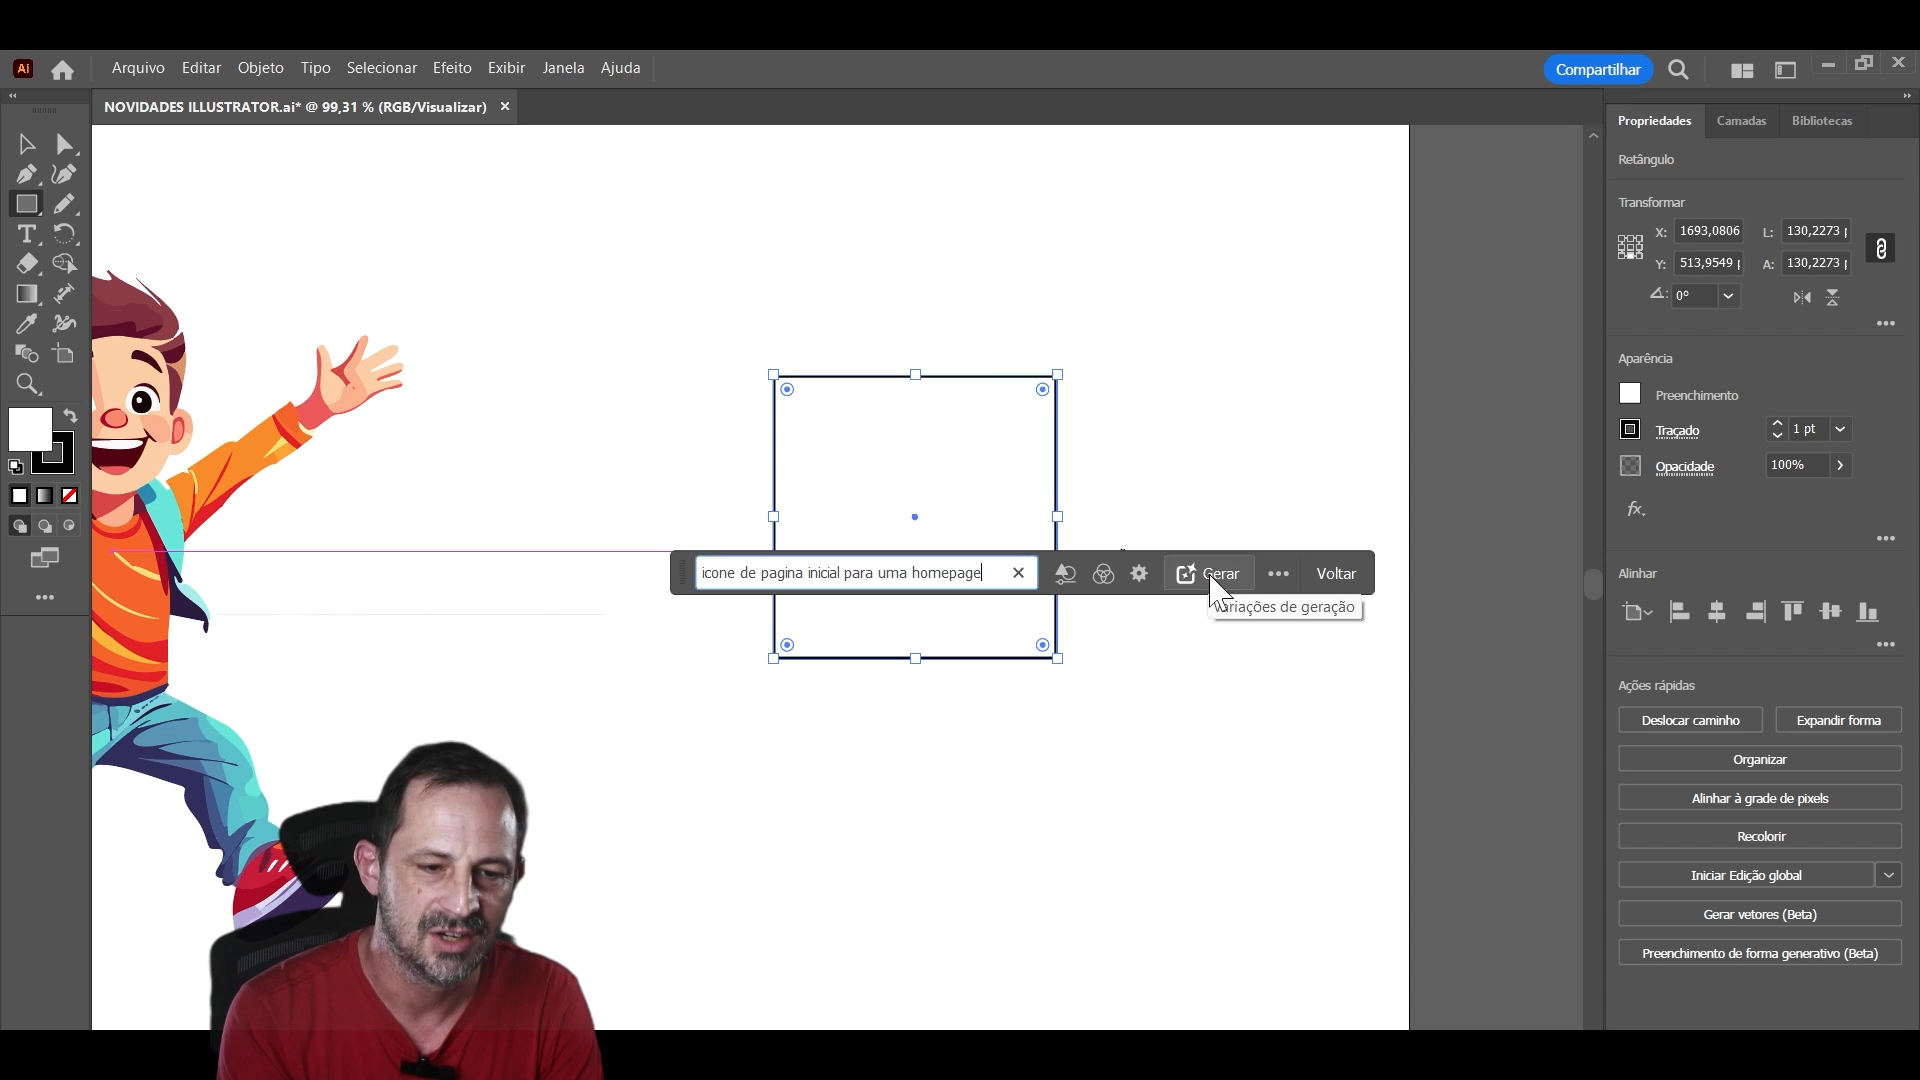 Ai
Arquivo Editar Objeto Tipo Selecionar Efeito Exibir Janela Ajuda
Compartilhar
NOVIDADES ILLUSTRATOR.ai* @ 99,31 % (RGB/Visualizar)
Propriedades Camadas Bibliotecas
Retângulo
Transformar
X: 1693,0806 L: 130,2273
Y: 513,9549 A: 130,2273
0°
Aparência
Preenchimento
Traçado 1 pt
Opacidade 100%
fx.
Alinhar
icone de pagina inicial para uma homepage
Gerar
Voltar
Variações de geração
Ações rápidas
Deslocar caminho Expandir forma
Organizar
Alinhar à grade de pixels
Recolorir
Iniciar Edição global
Gerar vetores (Beta)
Preenchimento de forma generativo (Beta)